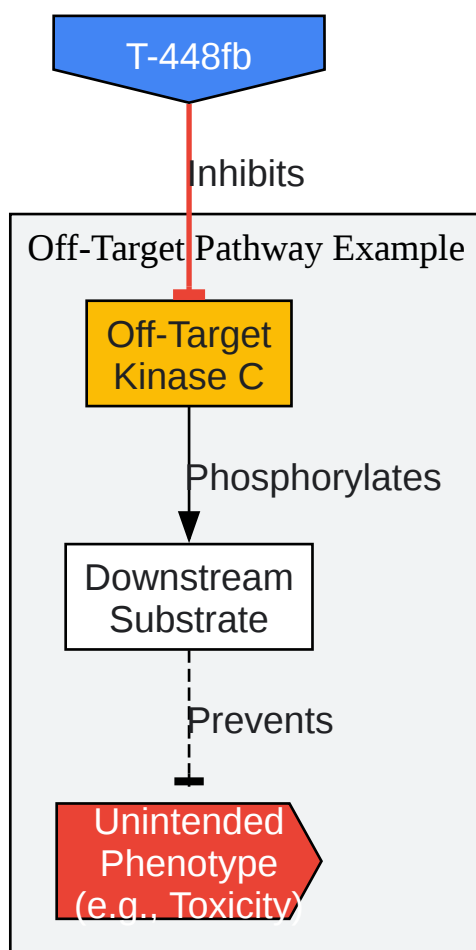 T-448fb
Inhibits
Off-Target Pathway Example
Off-Target
Kinase C
Phosphorylates
Downstream
Substrate
Prevents
Unintended
Phenotype
(e.g., Toxicity)